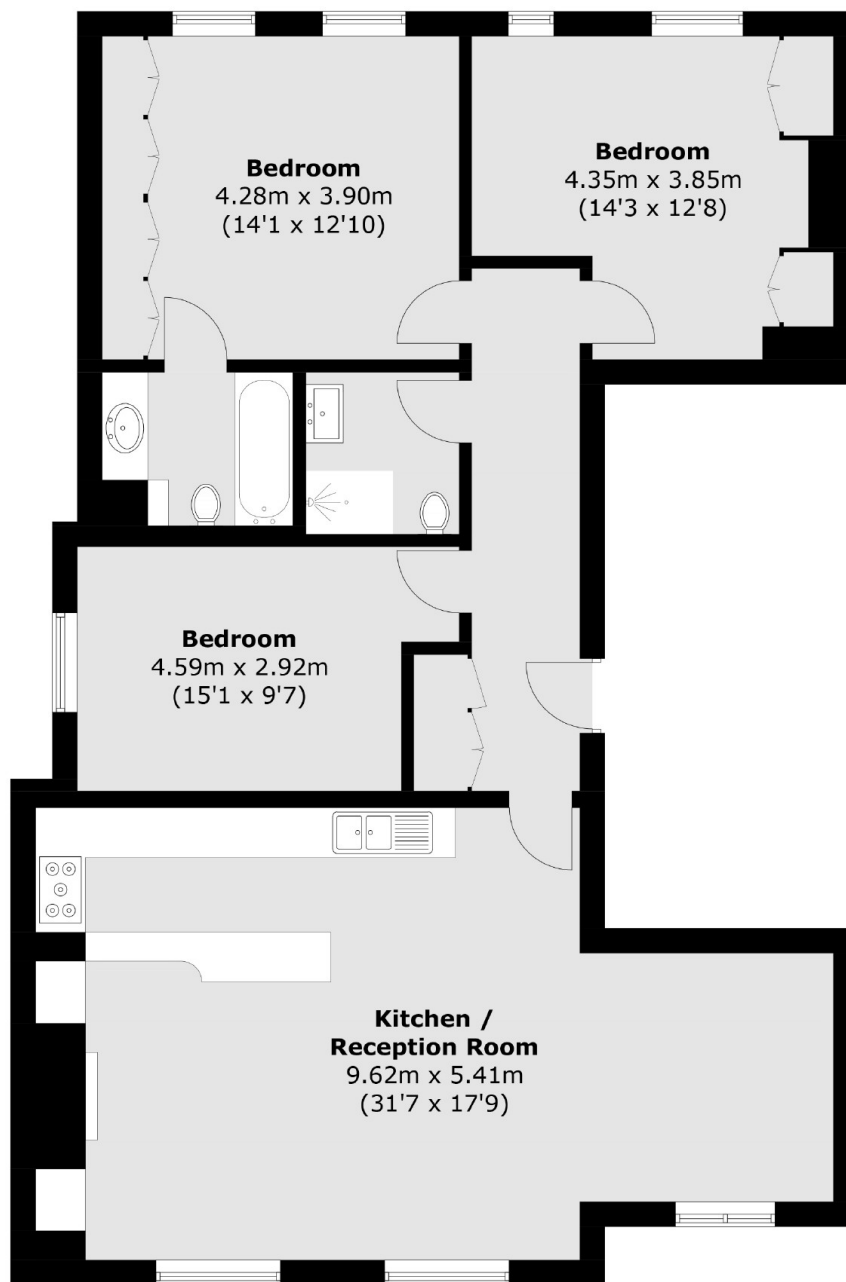 Bedroom
4.28m x 3.90m
(14'1 x 12'10)
Bedroom
4.35m x 3.85m
(14'3 x 12'8)
Bedroom
4.59m x 2.92m
(15'1 x 9'7)
Kitchen /
Reception Room
9.62m x 5.41m
(31'7 x 17'9)